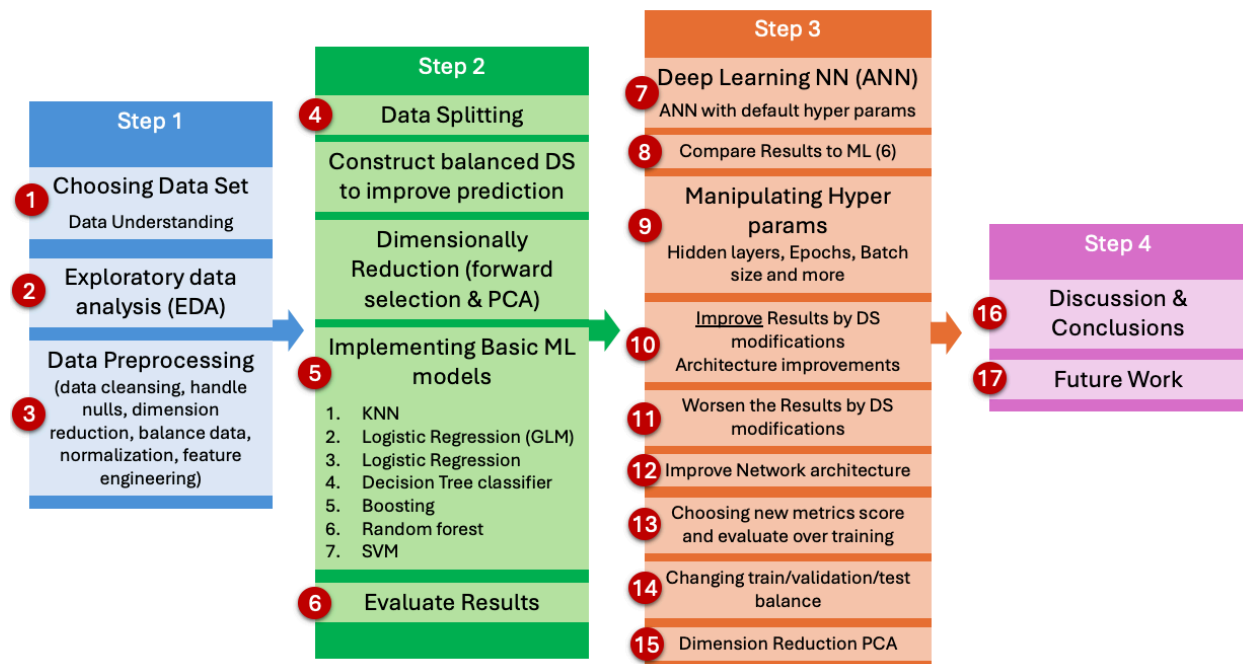 Step 1
1
Choosing Data Set
Data Understanding
2
Exploratory data
analysis (EDA)
3
Data Preprocessing
(data cleansing, handle
nulls, dimension
reduction, balance data,
normalization, feature
engineering)
Step 2
4
Data Splitting
Construct balanced DS
to improve prediction
Dimensionally
Reduction (forward
selection & PCA)
5
Implementing Basic ML
models
1. KNN
2. Logistic Regression (GLM)
3. Logistic Regression
4. Decision Tree classifier
5. Boosting
6. Random forest
7. SVM
6
Evaluate Results
Step 3
7
Deep Learning NN (ANN)
ANN with default hyper params
8
Compare Results to ML (6)
9
Manipulating Hyper
params
Hidden layers, Epochs, Batch
size and more
10
Improve Results by DS
modifications
Architecture improvements
11
Worsen the Results by DS
modifications
12
Improve Network architecture
13
Choosing new metrics score
and evaluate over training
14
Changing train/validation/test
balance
15
Dimension Reduction PCA
Step 4
16
Discussion &
Conclusions
17
Future Work